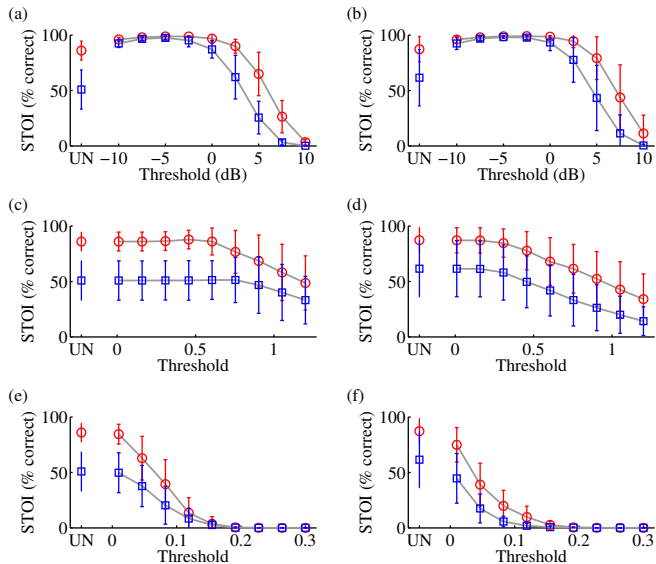 (a)
(b)
STOI (% correct)
100
50
0
UN −10 −5 0 5 10
Threshold (dB)
STOI (% correct)
100
50
0
UN −10 −5 0 5 10
Threshold (dB)
(c)
(d)
STOI (% correct)
100
50
0
UN 0 0.5 1
Threshold
STOI (% correct)
100
50
0
UN 0 0.5 1
Threshold
(e)
(f)
STOI (% correct)
100
50
0
UN 0 0.1 0.2 0.3
Threshold
STOI (% correct)
100
50
0
UN 0 0.1 0.2 0.3
Threshold